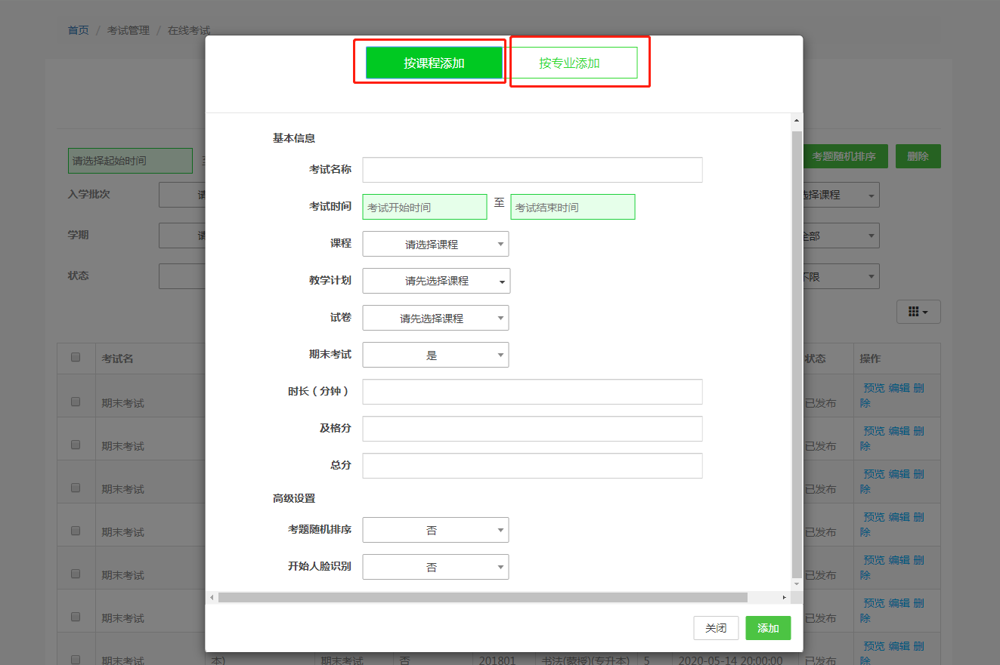 首页 / 考试管理 / 在线考试
按课程添加 按专业添加
基本信息
请选择起始时间 考题随机排序 删除
考试名称
入学批次 选择课程
考试时间 考试开始时间 至 考试结束时间
学期 全部
课程 请选择课程
状态 不限
教学计划 请先选择课程
试卷 请先选择课程
期末考试 是
考试名 状态 操作
时长（分钟）
期末考试 已发布 预览 编辑 删
除
及格分
期末考试 已发布 预览 编辑 删
除
总分
期末考试 已发布 预览 编辑 删
除
高级设置
考题随机排序 否
期末考试 已发布 预览 编辑 删
除
开始人脸识别 否
期末考试 已发布 预览 编辑 删
除
期末考试 已发布 预览 编辑 删
除
关闭 添加
期末考试 本) 期末考试 否 201801 书法(蒙授)(专升本) 5 2020-05-14 20:00:00 已发布 预览 编辑 删
除